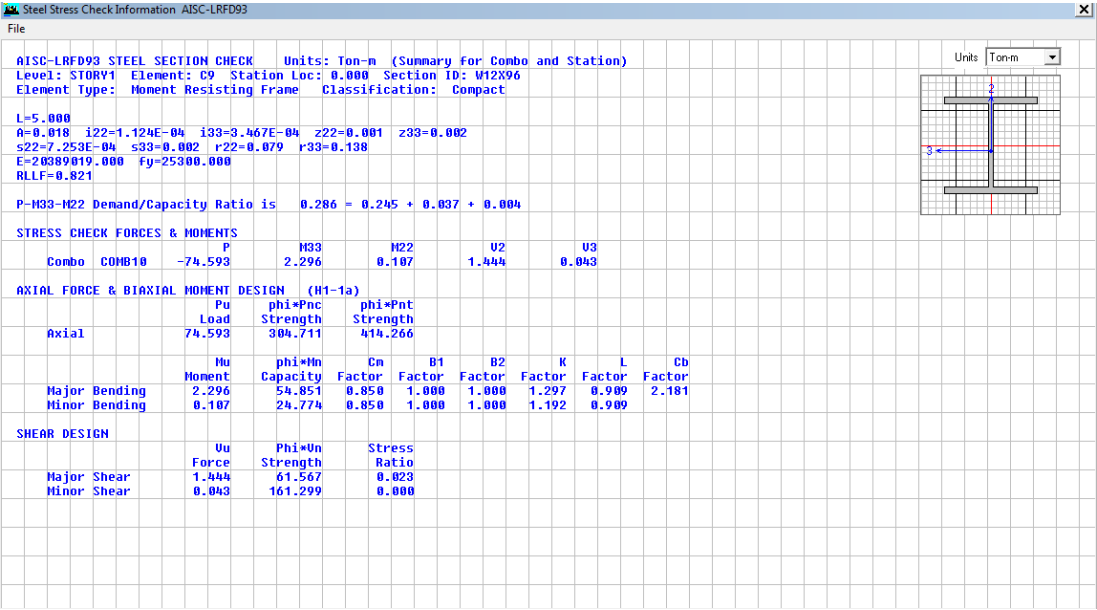 Steel Stress Check Information AISC-LRFD93
File
Units Ton-m
AISC-LRFD93 STEEL SECTION CHECK Units: Ton-m (Summary for Combo and Station)
Level: STORY1 Element: C9 Station Loc: 0.000 Section ID: W12X96
Element Type: Moment Resisting Frame Classification: Compact
L=5.000
A=0.018 i22=1.124E-04 i33=3.467E-04 z22=0.001 z33=0.002
s22=7.253E-04 s33=0.002 r22=0.079 r33=0.138
E=20389019.000 fy=25300.000
RLLF=0.821
P-M33-M22 Demand/Capacity Ratio is 0.286 = 0.245 + 0.037 + 0.004
STRESS CHECK FORCES & MOMENTS
P M33 M22 V2 V3
Combo COMB10 -74.593 2.296 0.107 1.444 0.043
AXIAL FORCE & BIAXIAL MOMENT DESIGN (H1-1a)
Pu phi*Pnc phi*Pnt
Load Strength Strength
Axial 74.593 304.711 414.266
Mu phi*Mn Cm B1 B2 K L Cb
Moment Capacity Factor Factor Factor Factor Factor Factor
Major Bending 2.296 54.851 0.850 1.000 1.000 1.297 0.909 2.181
Minor Bending 0.107 24.774 0.850 1.000 1.000 1.192 0.909
SHEAR DESIGN
Vu Phi*Vn Stress
Force Strength Ratio
Major Shear 1.444 61.567 0.023
Minor Shear 0.043 161.299 0.000
2
3